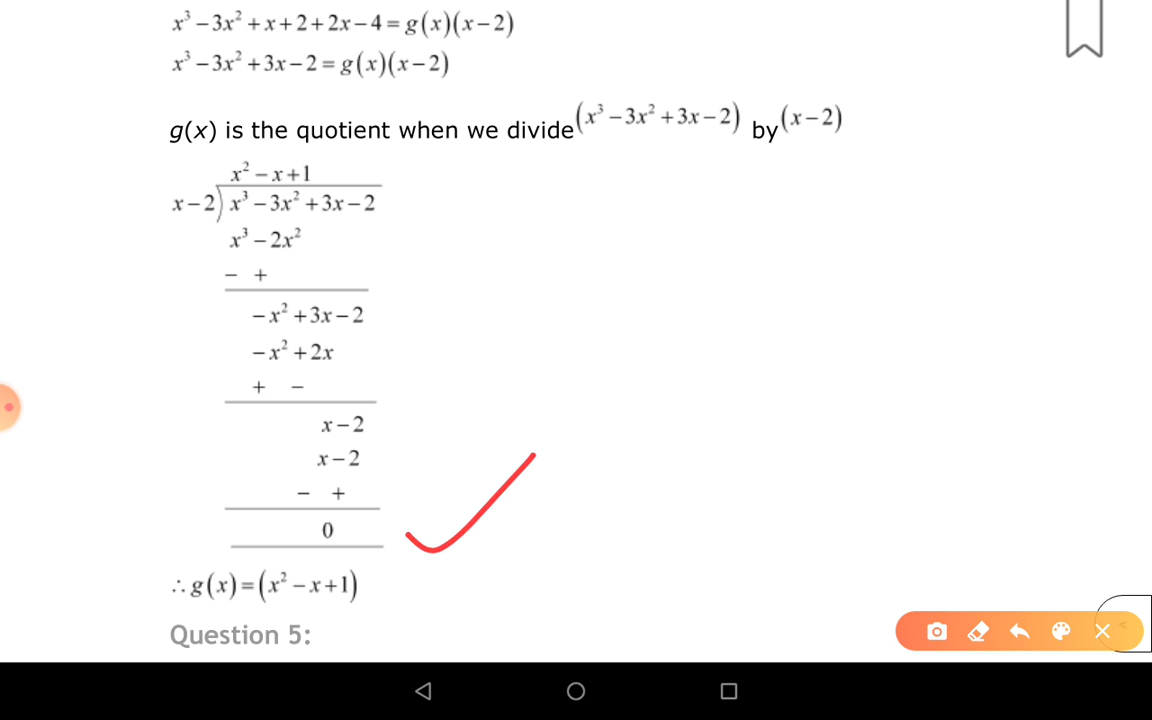 x³ − 3x² + x + 2 + 2x − 4 = g(x)(x − 2)
x³ − 3x² + 3x − 2 = g(x)(x − 2)
g(x) is the quotient when we divide (x³ − 3x² + 3x − 2) by (x − 2)
x² − x + 1
x − 2) x³ − 3x² + 3x − 2
x³ − 2x²
− +
− x² + 3x − 2
− x² + 2x
+ −
x − 2
x − 2
− +
0
∴ g(x) = (x² − x + 1)
Question 5: